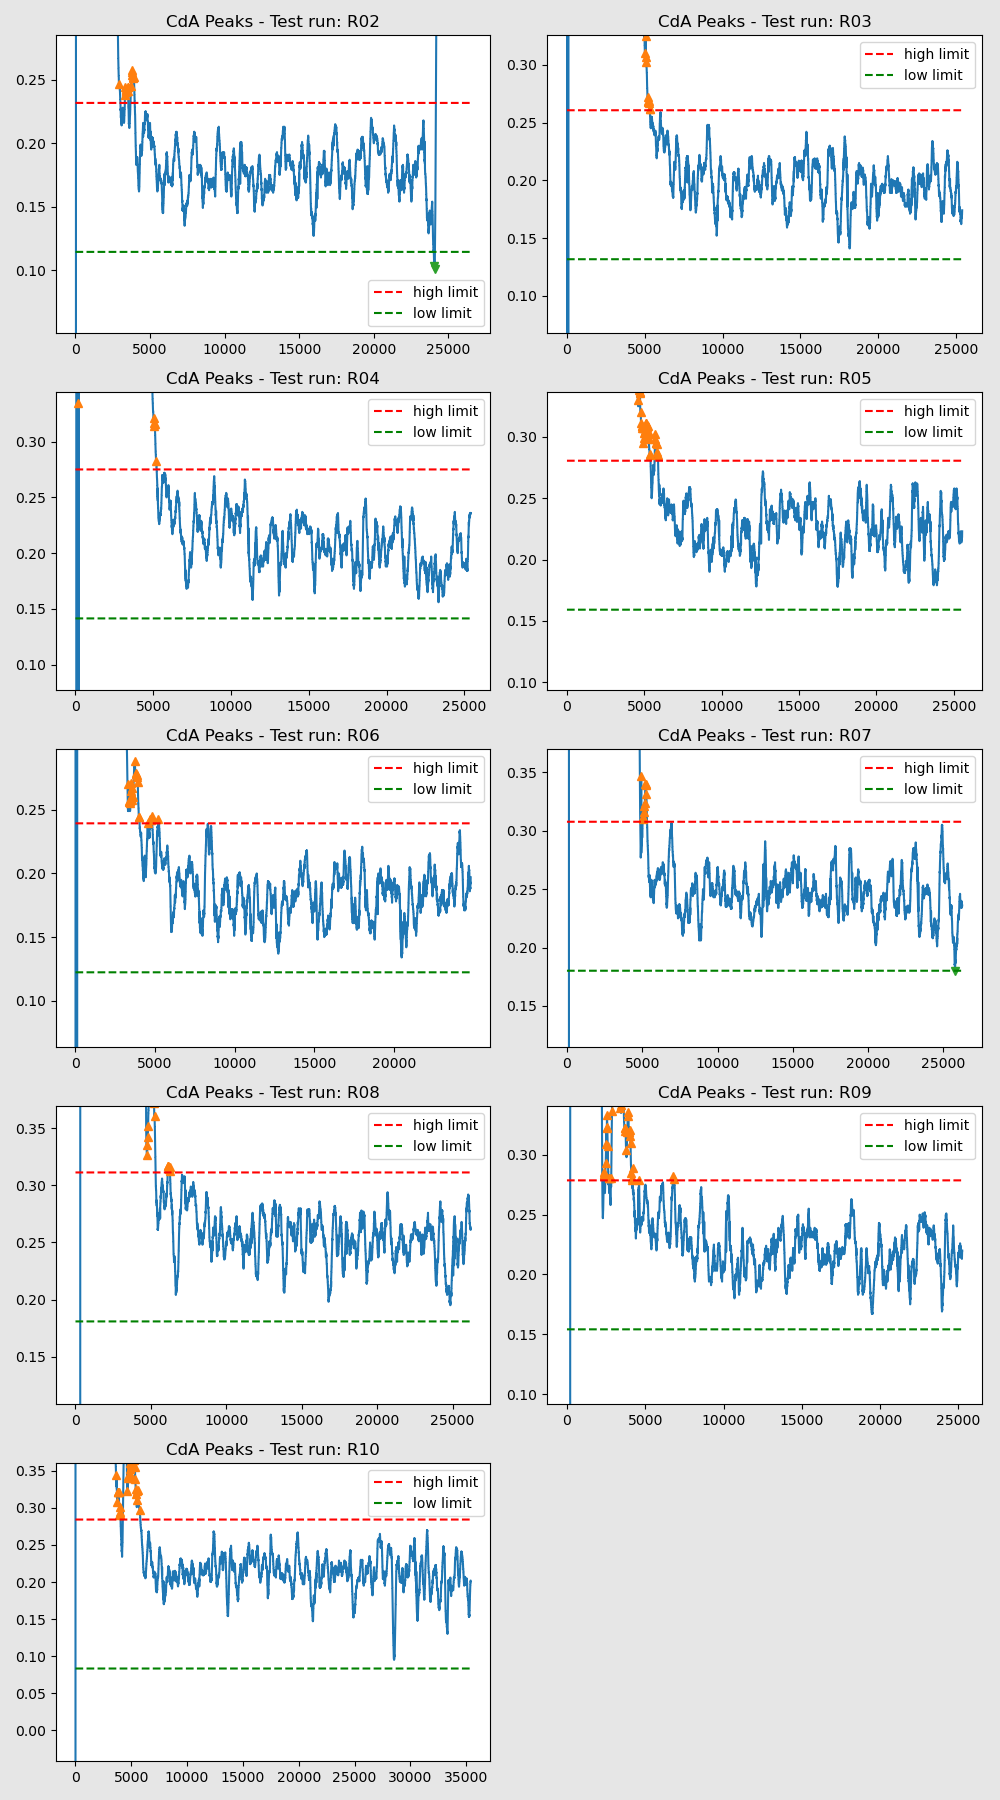 CdA Peaks - Test run: R02
0.25
0.20
0.15
0.10
high limit
low limit
0 5000 10000 15000 20000 25000
CdA Peaks - Test run: R03
0.30
0.25
0.20
0.15
0.10
high limit
low limit
0 5000 10000 15000 20000 25000
CdA Peaks - Test run: R04
0.30
0.25
0.20
0.15
0.10
high limit
low limit
0 5000 10000 15000 20000 25000
CdA Peaks - Test run: R05
0.30
0.25
0.20
0.15
0.10
high limit
low limit
0 5000 10000 15000 20000 25000
CdA Peaks - Test run: R06
0.25
0.20
0.15
0.10
high limit
low limit
0 5000 10000 15000 20000
CdA Peaks - Test run: R07
0.35
0.30
0.25
0.20
0.15
high limit
low limit
0 5000 10000 15000 20000 25000
CdA Peaks - Test run: R08
0.35
0.30
0.25
0.20
0.15
high limit
low limit
0 5000 10000 15000 20000 25000
CdA Peaks - Test run: R09
0.30
0.25
0.20
0.15
0.10
high limit
low limit
0 5000 10000 15000 20000 25000
CdA Peaks - Test run: R10
0.35
0.30
0.25
0.20
0.15
0.10
0.05
0.00
high limit
low limit
0 5000 10000 15000 20000 25000 30000 35000